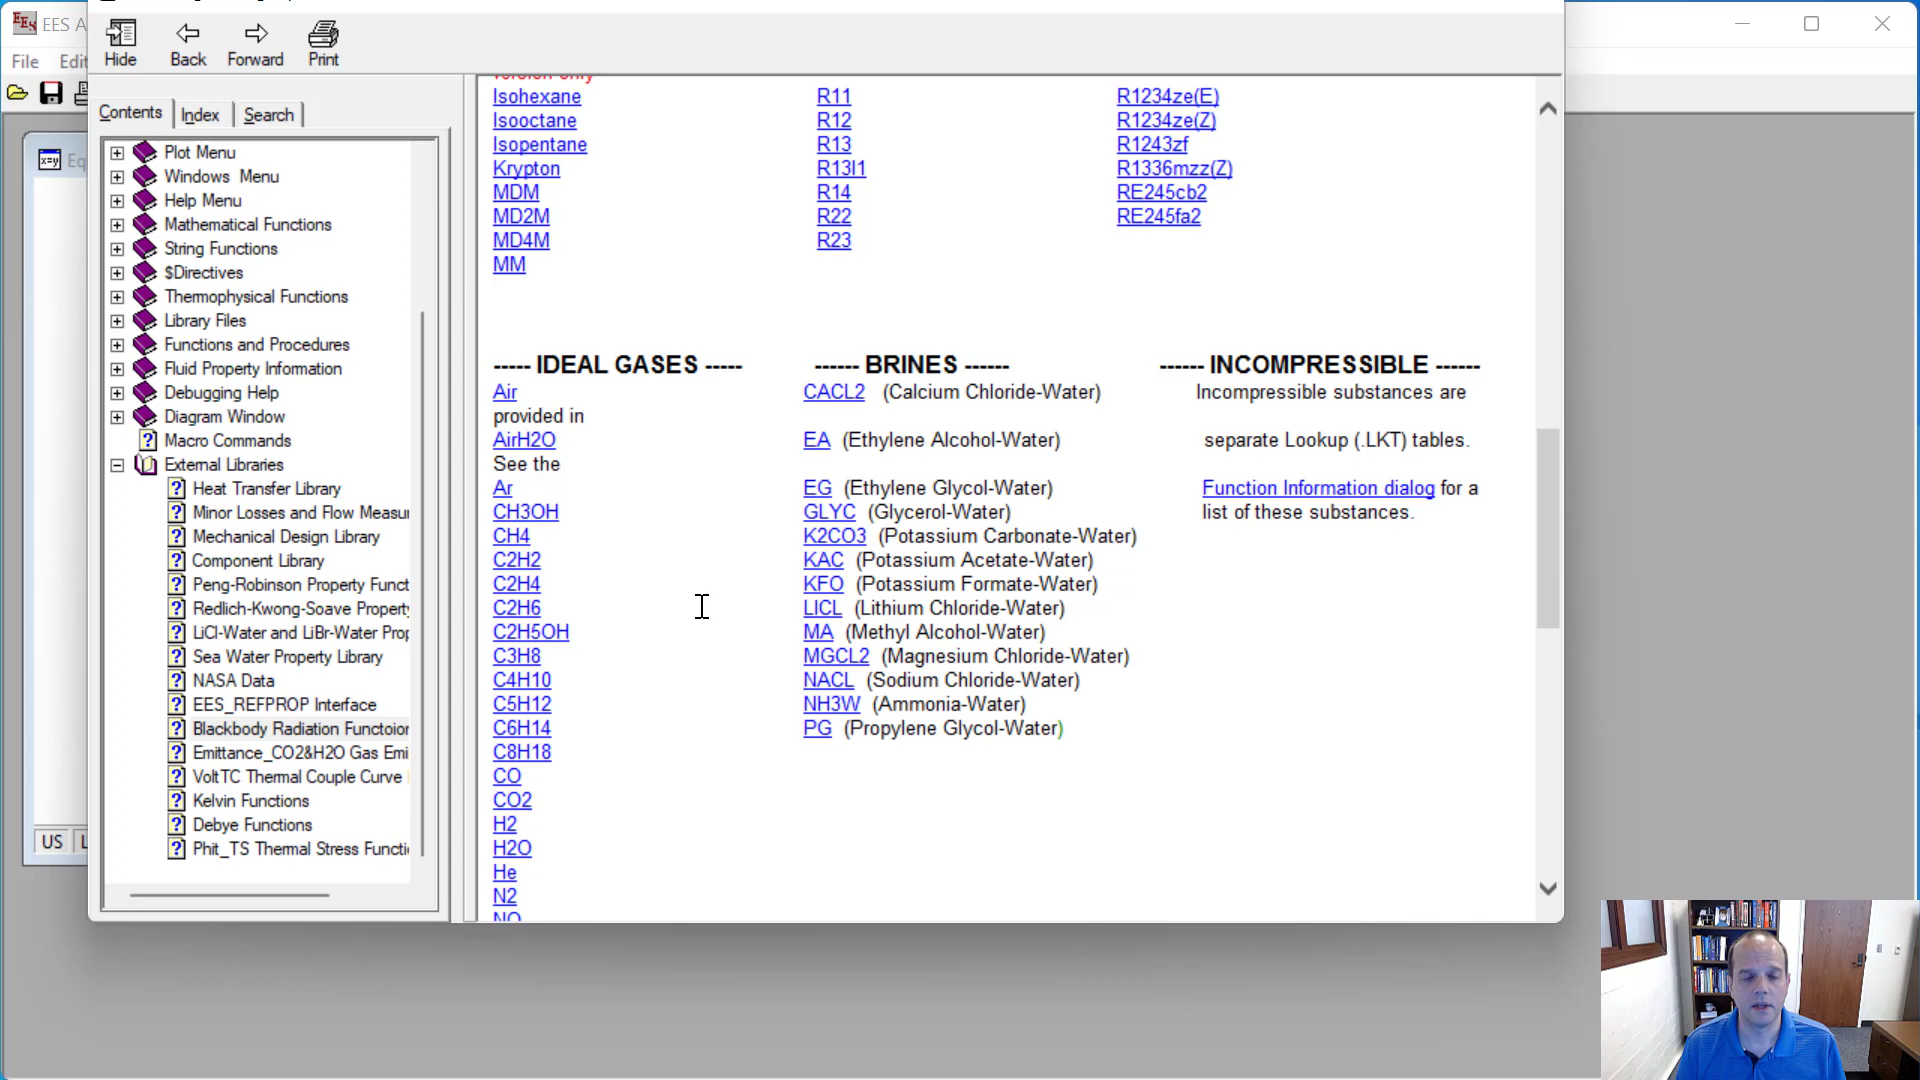 EES A
File Edit
Hide Back Forward Print
Contents Index Search
Plot Menu
Windows Menu
Help Menu
Mathematical Functions
String Functions
$Directives
Thermophysical Functions
Library Files
Functions and Procedures
Fluid Property Information
Debugging Help
Diagram Window
Macro Commands
External Libraries
Heat Transfer Library
Minor Losses and Flow Measu
Mechanical Design Library
Component Library
Peng-Robinson Property Funct
Redlich-Kwong-Soave Property
LiCl-Water and LiBr-Water Prop
Sea Water Property Library
NASA Data
EES_REFPROP Interface
Blackbody Radiation Functoior
Emittance_CO2&H2O Gas Emi
VoltTC Thermal Couple Curve
Kelvin Functions
Debye Functions
Phit_TS Thermal Stress Functi
x=y Eq
US L
version only
Isohexane R11 R1234ze(E)
Isooctane R12 R1234ze(Z)
Isopentane R13 R1243zf
Krypton R13I1 R1336mzz(Z)
MDM R14 RE245cb2
MD2M R22 RE245fa2
MD4M R23
MM
----- IDEAL GASES ----- ------ BRINES ------ ------ INCOMPRESSIBLE ------
Air CACL2 (Calcium Chloride-Water) Incompressible substances are
provided in
AirH2O EA (Ethylene Alcohol-Water) separate Lookup (.LKT) tables.
See the
Ar EG (Ethylene Glycol-Water) Function Information dialog for a
CH3OH GLYC (Glycerol-Water) list of these substances.
CH4 K2CO3 (Potassium Carbonate-Water)
C2H2 KAC (Potassium Acetate-Water)
C2H4 KFO (Potassium Formate-Water)
C2H6 LICL (Lithium Chloride-Water)
C2H5OH MA (Methyl Alcohol-Water)
C3H8 MGCL2 (Magnesium Chloride-Water)
C4H10 NACL (Sodium Chloride-Water)
C5H12 NH3W (Ammonia-Water)
C6H14 PG (Propylene Glycol-Water)
C8H18
CO
CO2
H2
H2O
He
N2
NO